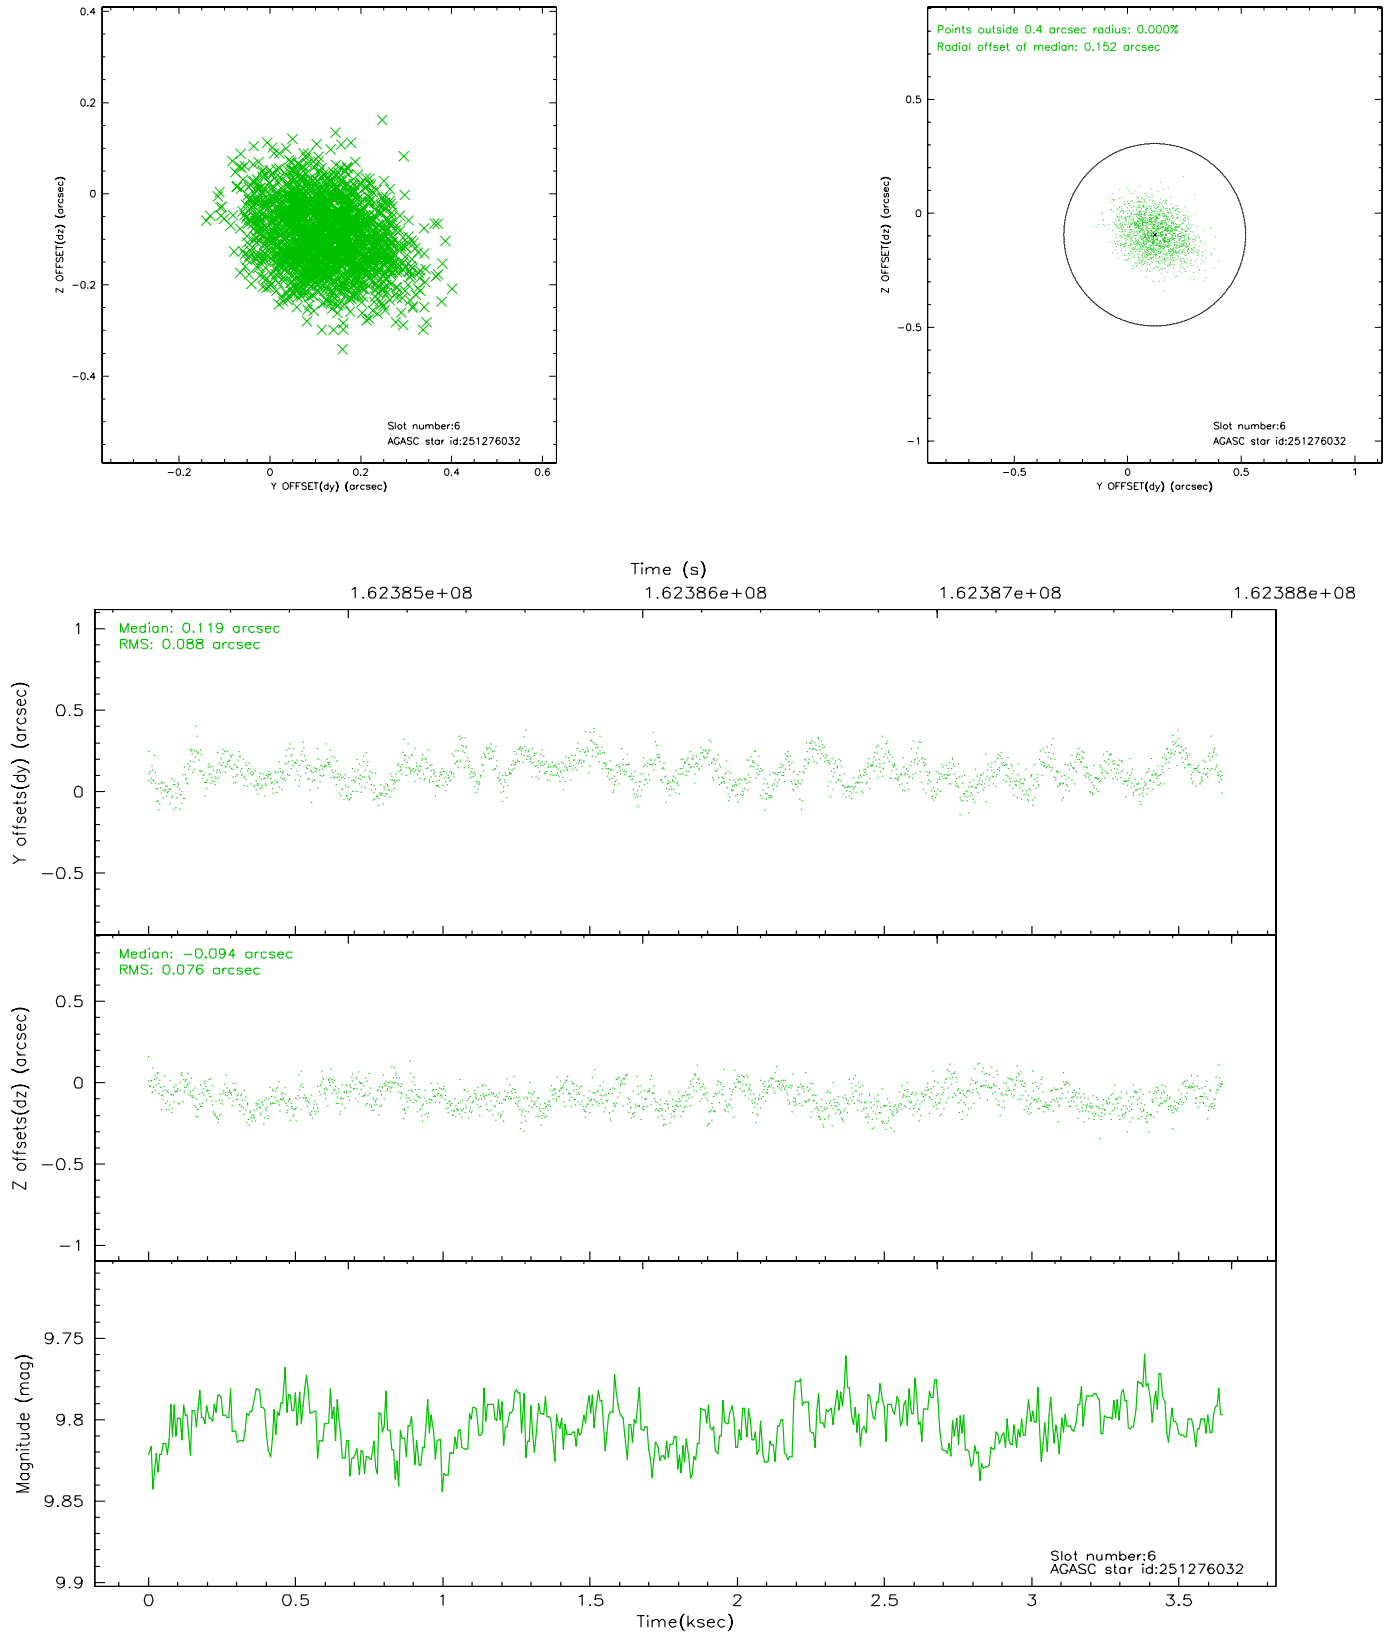 0.4
0.2
0
−0.2
−0.4
Z OFFSET(dz) (arcsec)
Slot number:6
AGASC star id:251276032
−0.2 0 0.2 0.4 0.6
Y OFFSET(dy) (arcsec)
Points outside 0.4 arcsec radius: 0.000%
Radial offset of median: 0.152 arcsec
0.5
0
−0.5
−1
Z OFFSET(dz) (arcsec)
Slot number:6
AGASC star id:251276032
−0.5 0 0.5 1
Y OFFSET(dy) (arcsec)
Time (s)
1.62385e+08 1.62386e+08 1.62387e+08 1.62388e+08
Median: 0.119 arcsec
RMS: 0.088 arcsec
1
0.5
0
−0.5
Y offsets(dy) (arcsec)
Median: −0.094 arcsec
RMS: 0.076 arcsec
0.5
0
−0.5
−1
Z offsets(dz) (arcsec)
9.75
9.8
9.85
9.9
Magnitude (mag)
Slot number:6
AGASC star id:251276032
0 0.5 1 1.5 2 2.5 3 3.5
Time(ksec)